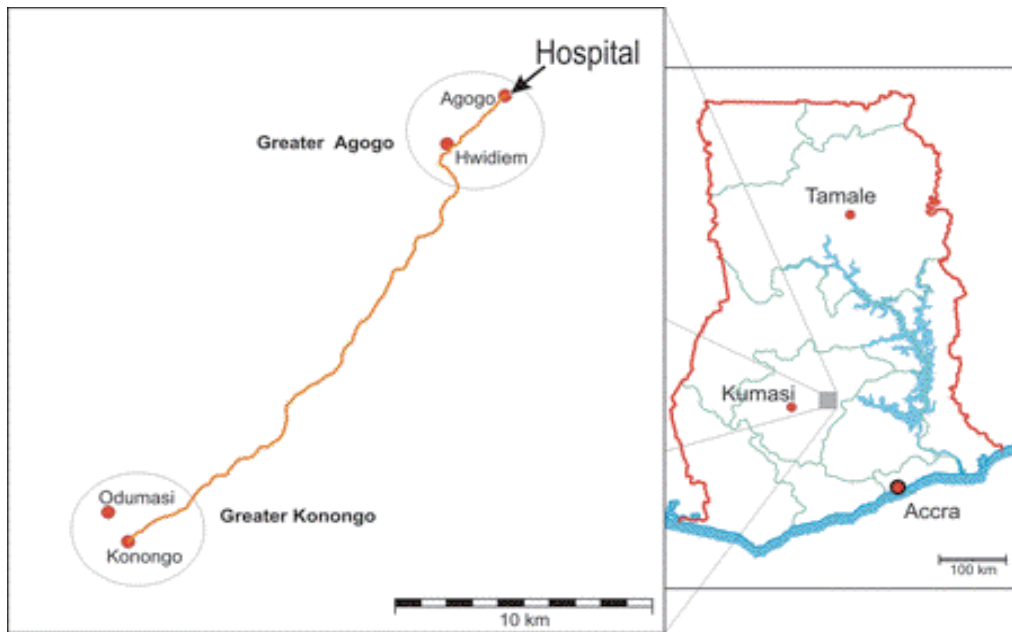 Hospital
Agogo
Greater Agogo
Hwidiem
Odumasi
Greater Konongo
Konongo
10 km
Tamale
Kumasi
Accra
100 km